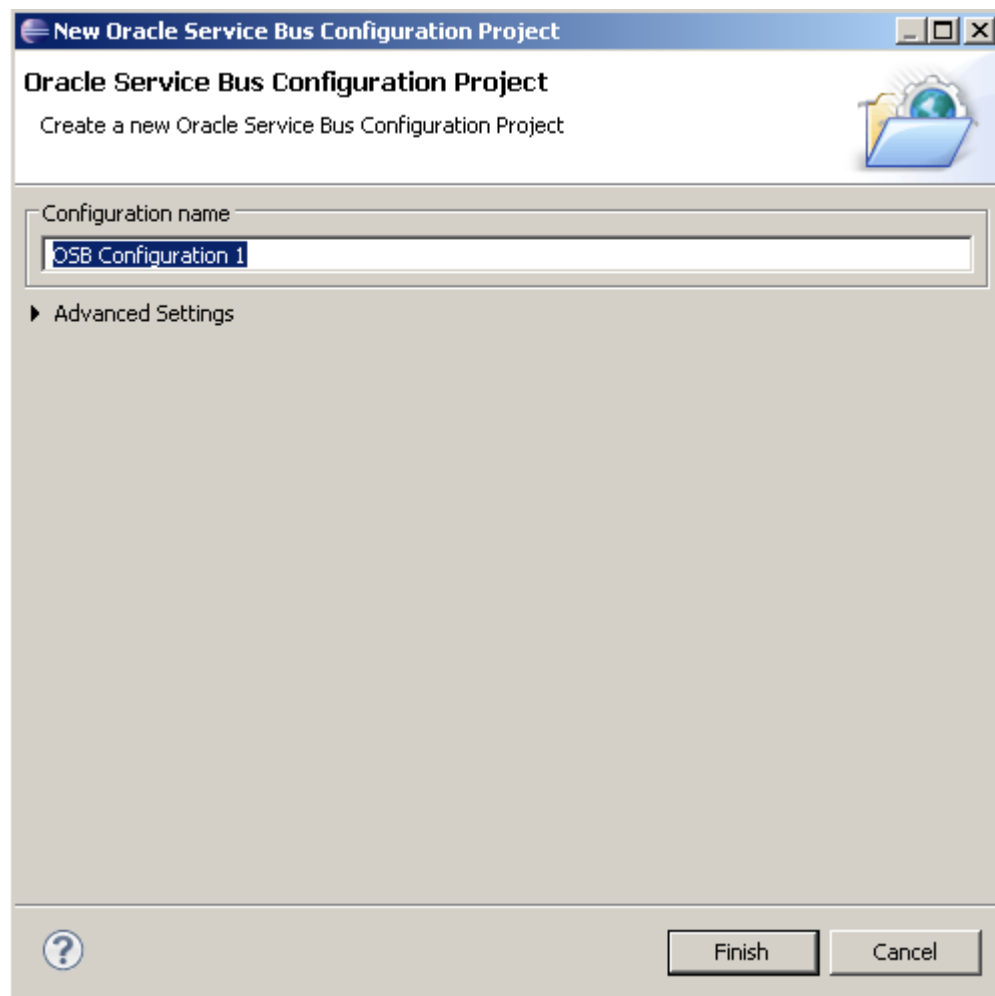 New Oracle Service Bus Configuration Project
Oracle Service Bus Configuration Project
Create a new Oracle Service Bus Configuration Project
Configuration name
OSB Configuration 1
Advanced Settings
?
Finish Cancel